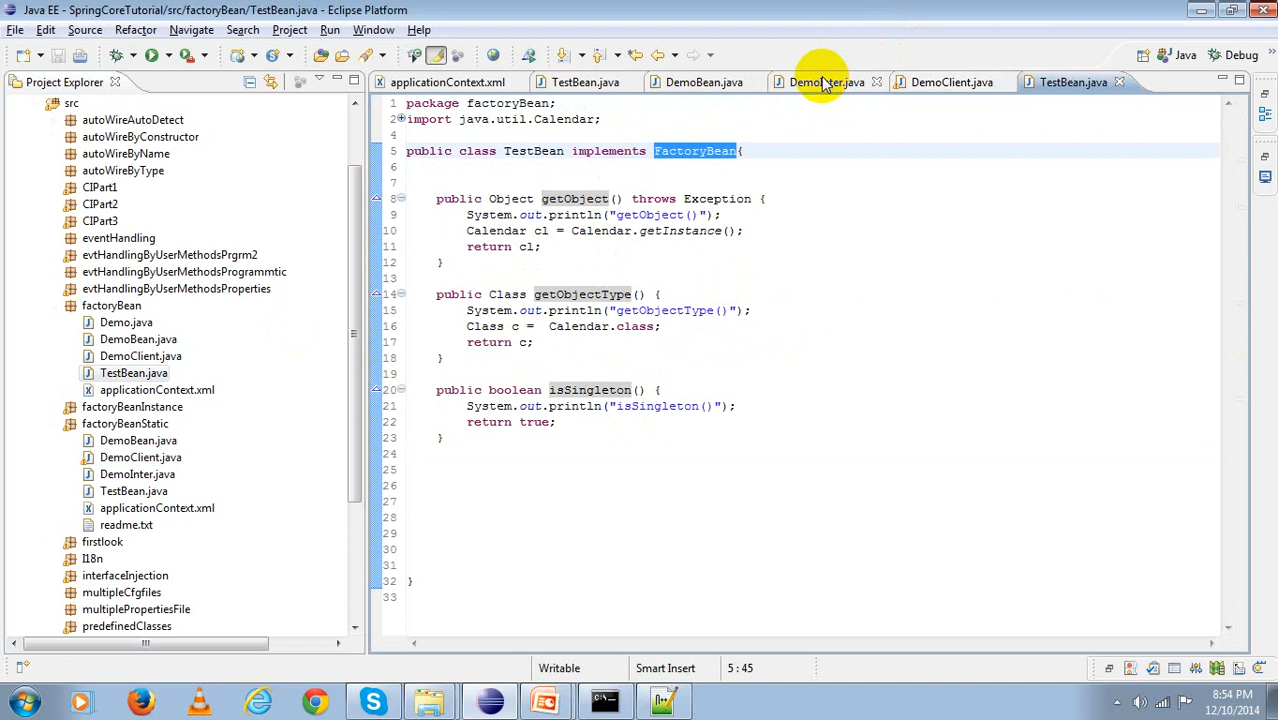 Java EE - SpringCoreTutorial/src/factoryBean/TestBean.java - Eclipse Platform
File Edit Source Refactor Navigate Search Project Run Window Help
Java Debug
Project Explorer
applicationContext.xml TestBean.java DemoBean.java DemoInter.java DemoClient.java TestBean.java
src
autoWireAutoDetect
autoWireByConstructor
autoWireByName
autoWireByType
CIPart1
CIPart2
CIPart3
eventHandling
evtHandlingByUserMethodsPrgrm2
evtHandlingByUserMethodsProgrammtic
evtHandlingByUserMethodsProperties
factoryBean
Demo.java
DemoBean.java
DemoClient.java
TestBean.java
applicationContext.xml
factoryBeanInstance
factoryBeanStatic
DemoBean.java
DemoClient.java
DemoInter.java
TestBean.java
applicationContext.xml
readme.txt
firstlook
I18n
interfaceInjection
multipleCfgfiles
multiplePropertiesFile
predefinedClasses
1 package factoryBean;
2 import java.util.Calendar;
4
5 public class TestBean implements FactoryBean{
6
7
8 public Object getObject() throws Exception {
9 System.out.println("getObject()");
10 Calendar cl = Calendar.getInstance();
11 return cl;
12 }
13
14 public Class getObjectType() {
15 System.out.println("getObjectType()");
16 Class c = Calendar.class;
17 return c;
18 }
19
20 public boolean isSingleton() {
21 System.out.println("isSingleton()");
22 return true;
23 }
24
25
26
27
28
29
30
31
32 }
33
Writable Smart Insert 5 : 45
8:54 PM
12/10/2014